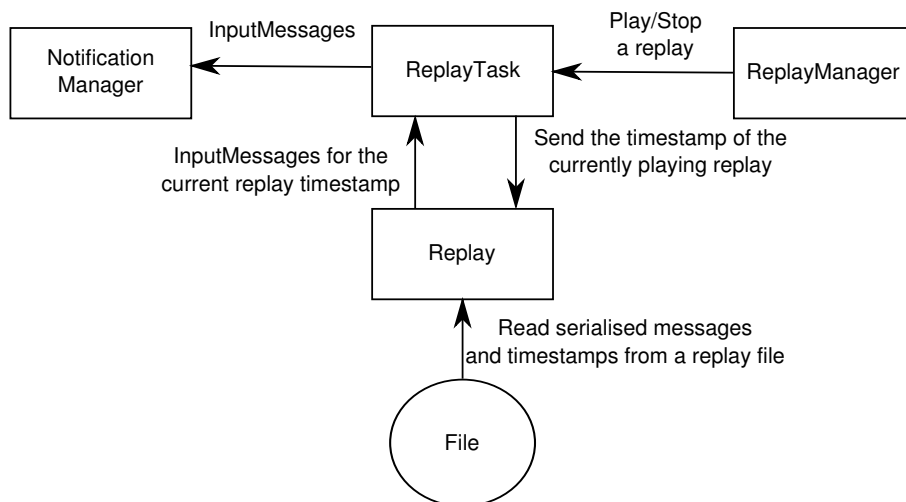 InputMessages
Play/Stop
a replay
Notification
Manager
ReplayTask
ReplayManager
InputMessages for the
current replay timestamp
Send the timestamp of the
currently playing replay
Replay
Read serialised messages
and timestamps from a replay file
File